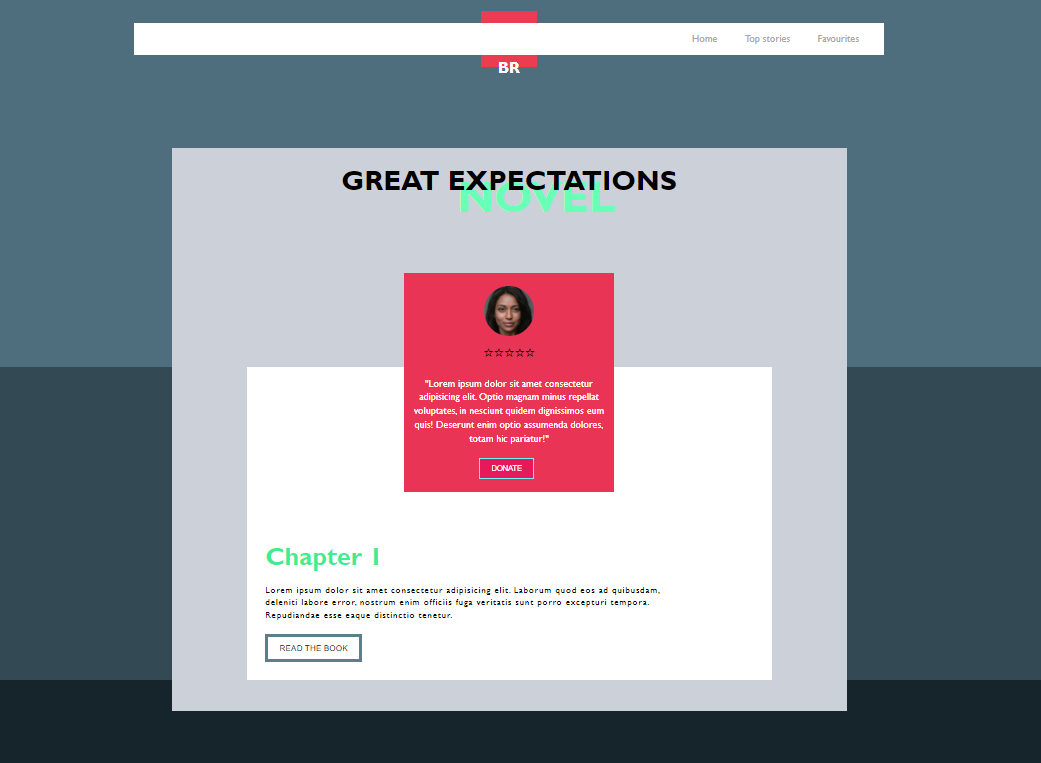 Home Top stories Favourites
BR
GREAT EXPECTATIONS
NOVEL
"Lorem ipsum dolor sit amet consectetur
adipisicing elit. Optio magnam minus repellat
voluptates, in nesciunt quidem dignissimos eum
quis! Deserunt enim optio assumenda dolores,
totam hic pariatur!"
DONATE
Chapter 1
Lorem ipsum dolor sit amet consectetur adipisicing elit. Laborum quod eos ad quibusdam,
deleniti labore error, nostrum enim officiis fuga veritatis sunt porro excepturi tempora.
Repudiandae esse eaque distinctio tenetur.
READ THE BOOK